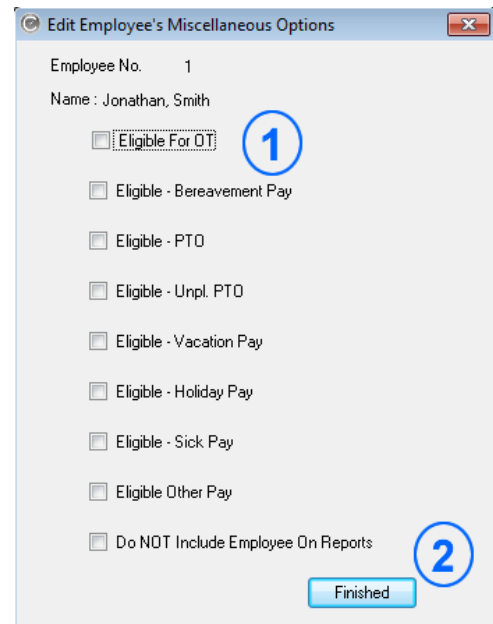 Edit Employee's Miscellaneous Options
Employee No. 1
Name : Jonathan, Smith
Eligible For OT
1
Eligible - Bereavement Pay
Eligible - PTO
Eligible - Unpl. PTO
Eligible - Vacation Pay
Eligible - Holiday Pay
Eligible - Sick Pay
Eligible Other Pay
Do NOT Include Employee On Reports
2
Finished